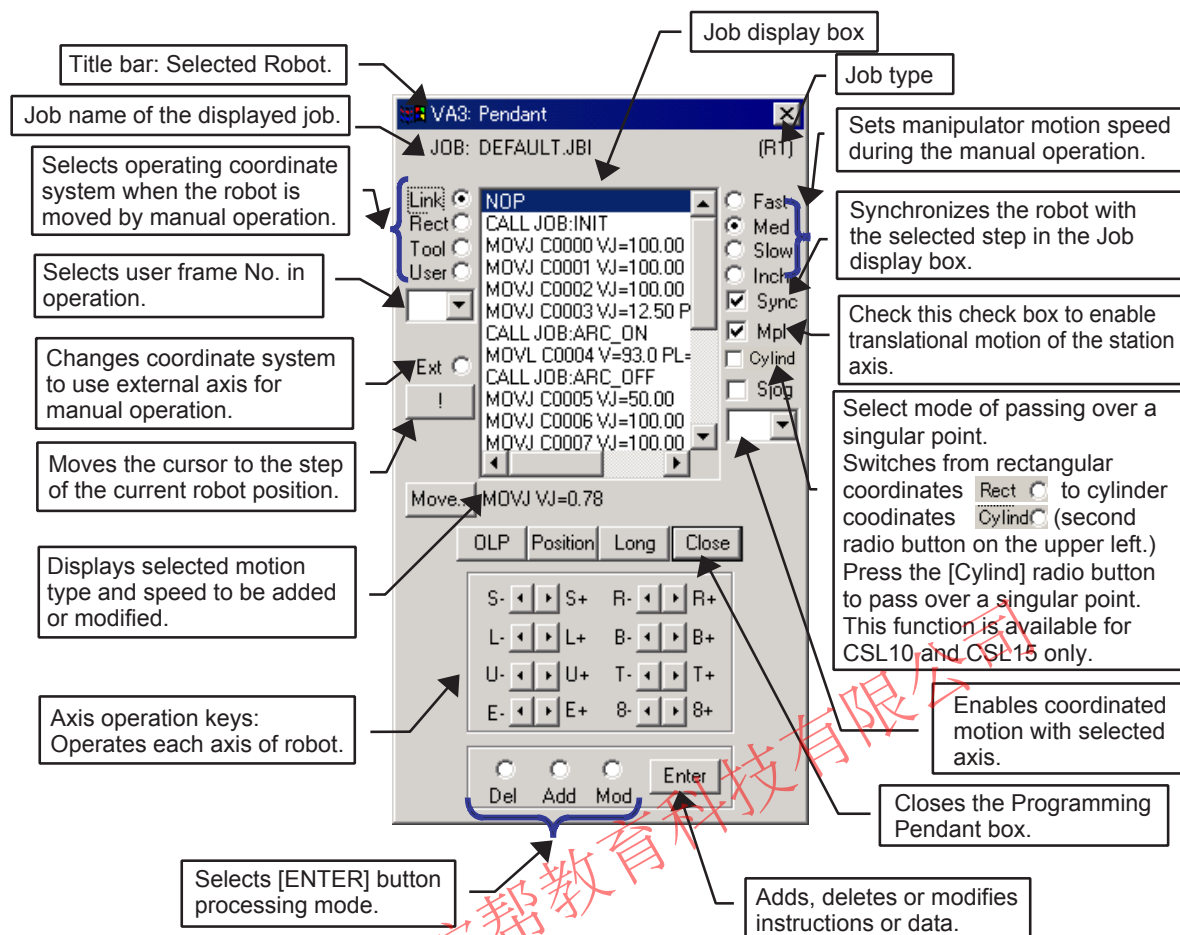 Job display box
Title bar: Selected Robot.
Job type
Job name of the displayed job.
Sets manipulator motion speed
during the manual operation.
Selects operating coordinate
system when the robot is
moved by manual operation.
Synchronizes the robot with
the selected step in the Job
display box.
Selects user frame No. in
operation.
Check this check box to enable
translational motion of the station
axis.
Changes coordinate system
to use external axis for
manual operation.
Select mode of passing over a
singular point.
Switches from rectangular
coordinates Rect to cylinder
coodinates Cylind (second
radio button on the upper left.)
Press the [Cylind] radio button
to pass over a singular point.
This function is available for
CSL10 and CSL15 only.
Moves the cursor to the step
of the current robot position.
Displays selected motion
type and speed to be added
or modified.
Axis operation keys:
Operates each axis of robot.
Enables coordinated
motion with selected
axis.
Closes the Programming
Pendant box.
Selects [ENTER] button
processing mode.
Adds, deletes or modifies
instructions or data.
VA3: Pendant
JOB: DEFAULT.JBI (R1)
Link
Rect
Tool
User
Ext
!
NOP
CALL JOB:INIT
MOVJ C0000 VJ=100.00
MOVJ C0001 VJ=100.00
MOVJ C0002 VJ=100.00
MOVJ C0003 VJ=12.50 P
CALL JOB:ARC_ON
MOVL C0004 V=93.0 PL=
CALL JOB:ARC_OFF
MOVJ C0005 VJ=50.00
MOVJ C0006 VJ=100.00
MOVJ C0007 VJ=100.00
Fast
Med
Slow
Inch
Sync
Mpl
Cylind
Sjog
Move... MOVJ VJ=0.78
OLP Position Long Close
S- S+ R- R+
L- L+ B- B+
U- U+ T- T+
E- E+ 8- 8+
Del Add Mod Enter
帮教育科技有限公司